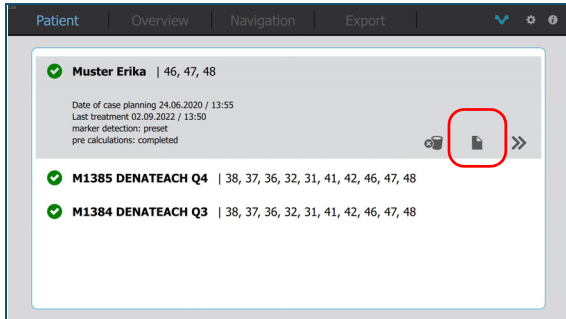 Patient Overview Navigation Export
Muster Erika | 46, 47, 48
Date of case planning 24.06.2020 / 13:55
Last treatment 02.09.2022 / 13:50
marker detection: preset
pre calculations: completed
M1385 DENATEACH Q4 | 38, 37, 36, 32, 31, 41, 42, 46, 47, 48
M1384 DENATEACH Q3 | 38, 37, 36, 32, 31, 41, 42, 46, 47, 48